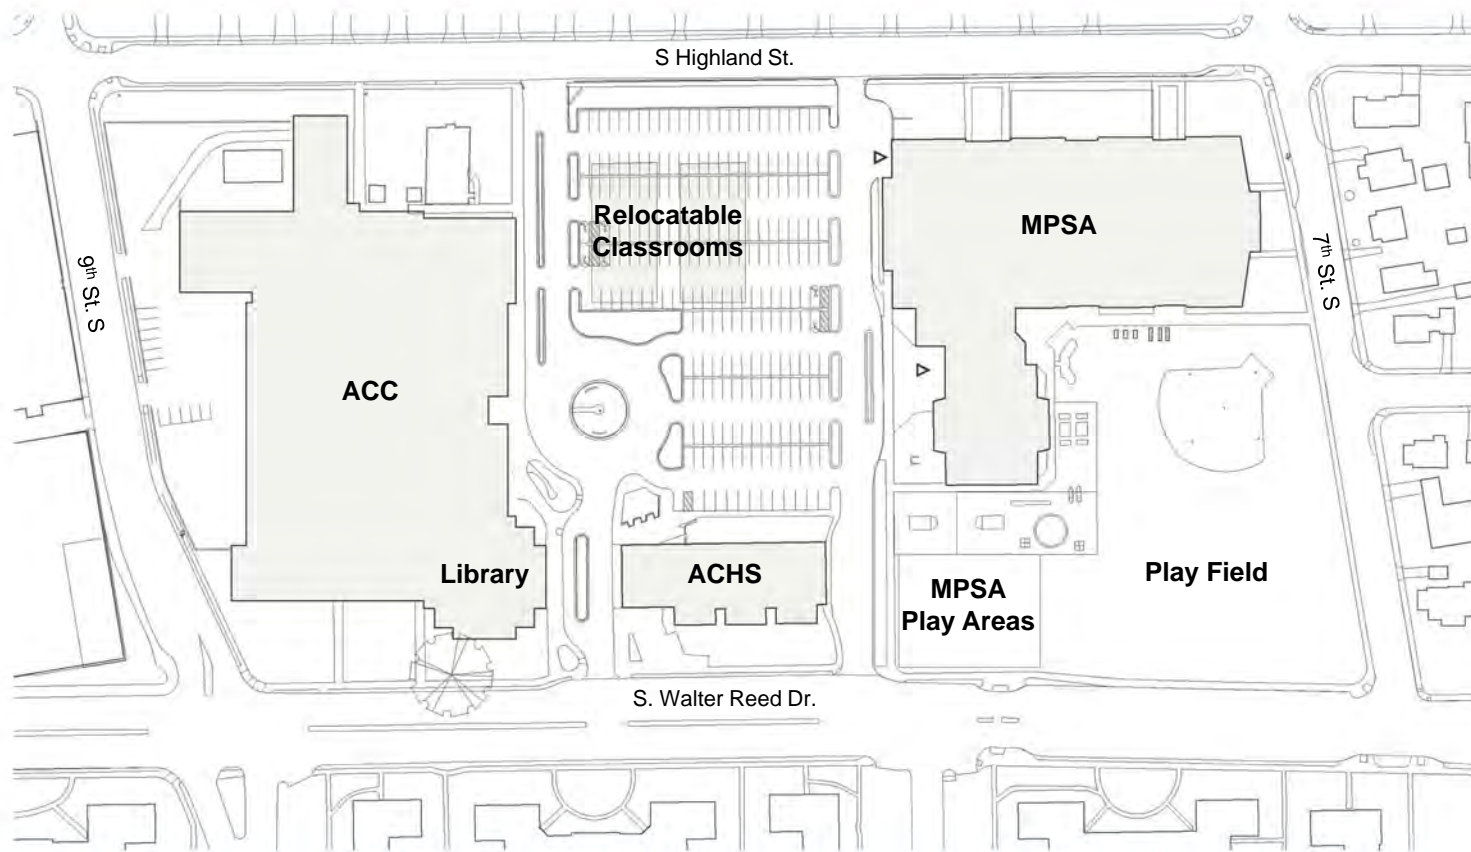 S Highland St.
Relocatable
Classrooms
MPSA
9th St. S
7th St. S
ACC
Library
ACHS
MPSA
Play Areas
Play Field
S. Walter Reed Dr.